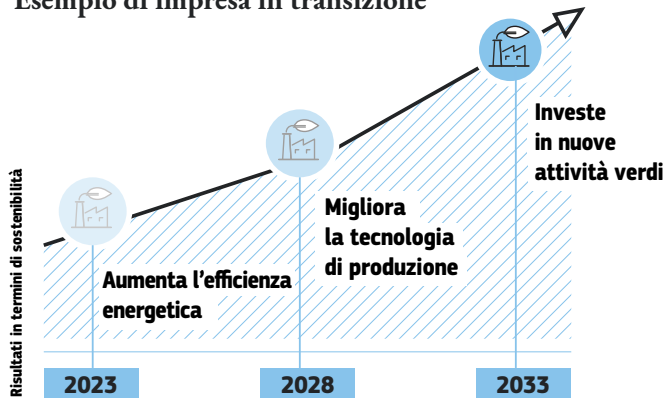 Esempio di impresa in transizione
Risultati in termini di sostenibilità
Aumenta l'efficienza
energetica
Migliora
la tecnologia
di produzione
Investe
in nuove
attività verdi
2023
2028
2033